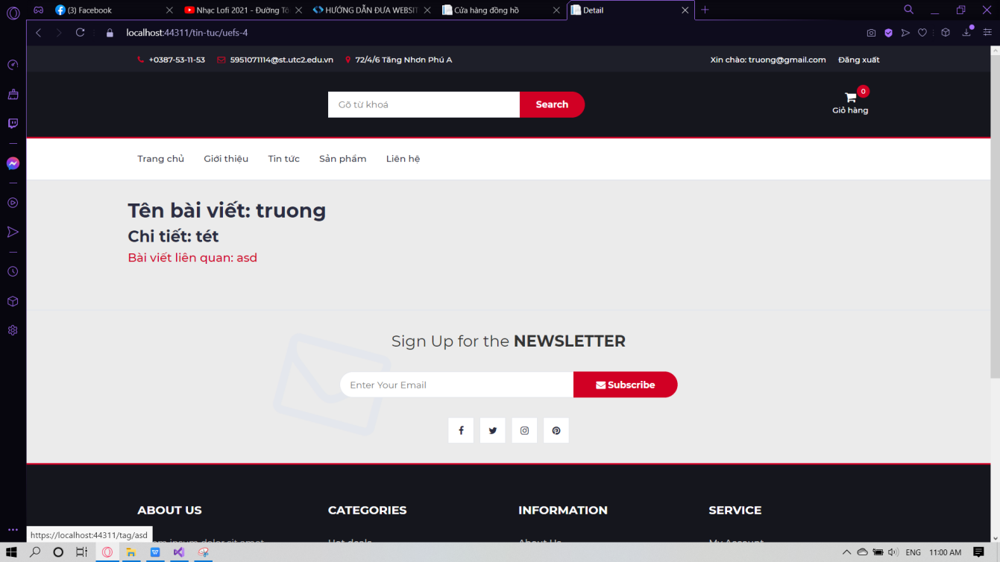 (3) Facebook
Nhạc Lofi 2021 - Đường Tô
HƯỚNG DẪN ĐƯA WEBSIT
Cửa hàng đồng hồ
Detail
localhost:44311/tin-tuc/uefs-4
+0387-53-11-53 5951071114@st.utc2.edu.vn 72/4/6 Tăng Nhơn Phú A Xin chào: truong@gmail.com Đăng xuất
Gõ từ khoá Search
0
Giỏ hàng
Trang chủ Giới thiệu Tin tức Sản phẩm Liên hệ
Tên bài viết: truong
Chi tiết: tét
Bài viết liên quan: asd
Sign Up for the NEWSLETTER
Enter Your Email Subscribe
ABOUT US CATEGORIES INFORMATION SERVICE
https://localhost:44311/tag/asd
Hot deals About Us My Account
ENG 11:00 AM